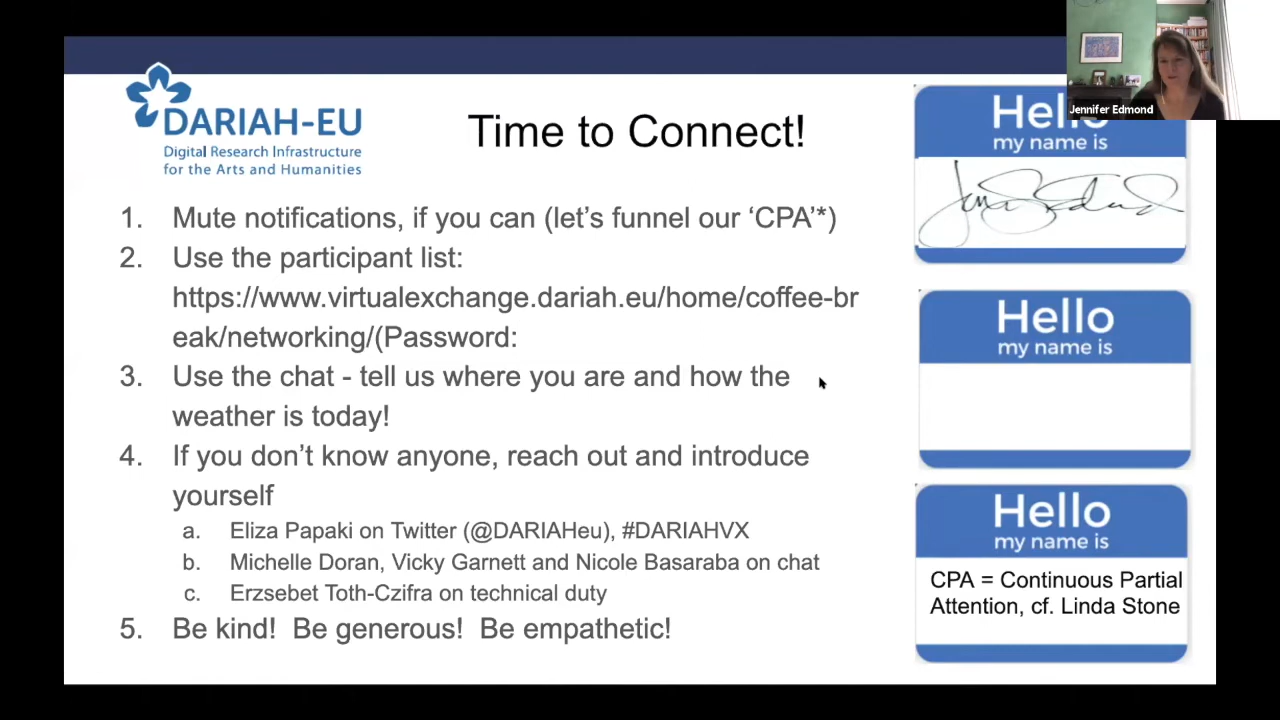 Jennifer Edmond
DARIAH-EU
Digital Research Infrastructure
for the Arts and Humanities
Time to Connect!
1. Mute notifications, if you can (let’s funnel our ‘CPA’*)
2. Use the participant list:
https://www.virtualexchange.dariah.eu/home/coffee-br
eak/networking/(Password:
3. Use the chat - tell us where you are and how the
weather is today!
4. If you don’t know anyone, reach out and introduce
yourself
a. Eliza Papaki on Twitter (@DARIAHeu), #DARIAHVX
b. Michelle Doran, Vicky Garnett and Nicole Basaraba on chat
c. Erzsebet Toth-Czifra on technical duty
5. Be kind!  Be generous!  Be empathetic!
Hello
my name is
Hello
my name is
Hello
my name is
CPA = Continuous Partial
Attention, cf. Linda Stone